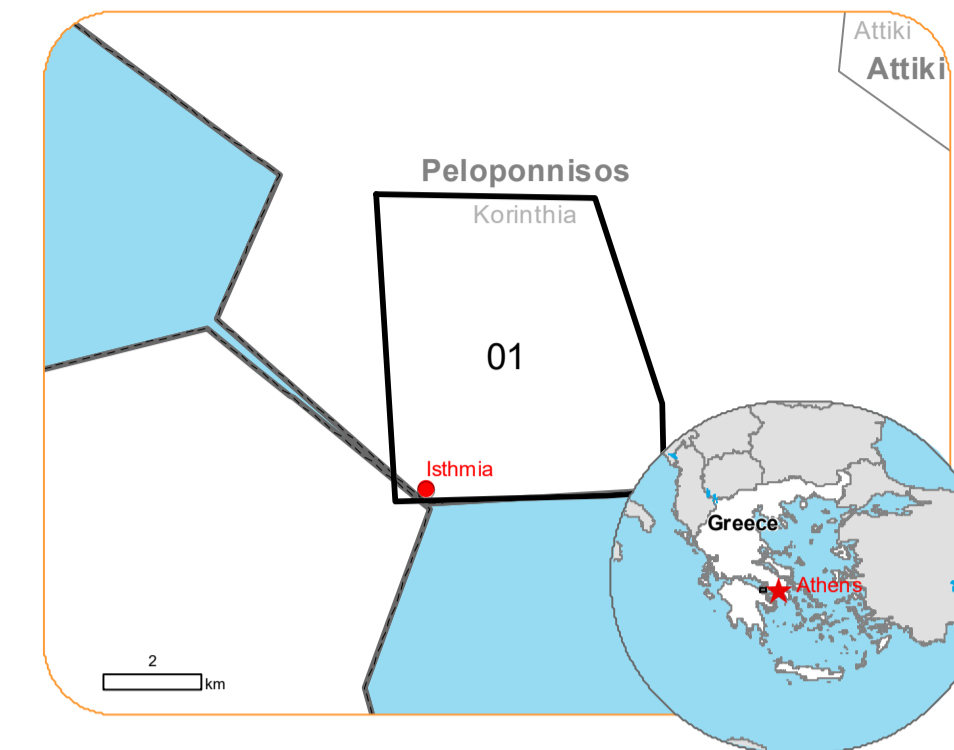 Attiki
Attiki
Peloponnisos
Korinthia
01
Isthmia
Greece
Athens
2
km